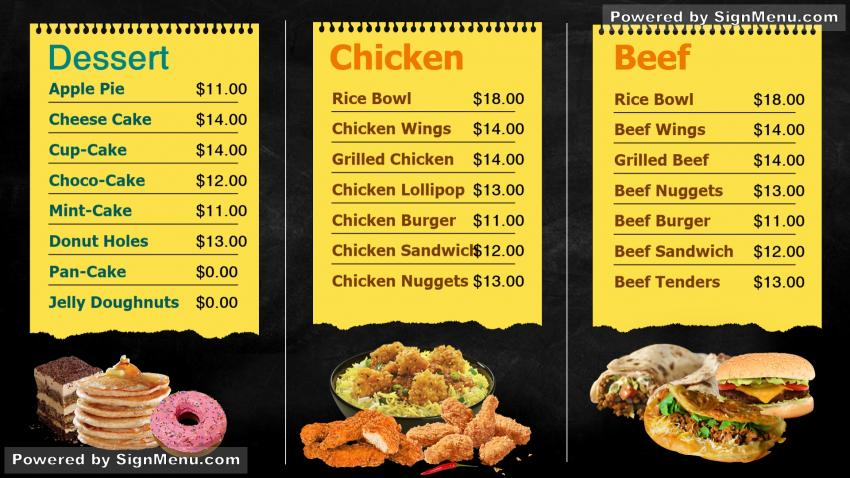 Powered by SignMenu.com
Dessert
Apple Pie $11.00
Cheese Cake $14.00
Cup-Cake $14.00
Choco-Cake $12.00
Mint-Cake $11.00
Donut Holes $13.00
Pan-Cake $0.00
Jelly Doughnuts $0.00
Chicken
Rice Bowl $18.00
Chicken Wings $14.00
Grilled Chicken $14.00
Chicken Lollipop $13.00
Chicken Burger $11.00
Chicken Sandwich $12.00
Chicken Nuggets $13.00
Beef
Rice Bowl $18.00
Beef Wings $14.00
Grilled Beef $14.00
Beef Nuggets $13.00
Beef Burger $11.00
Beef Sandwich $12.00
Beef Tenders $13.00
Powered by SignMenu.com